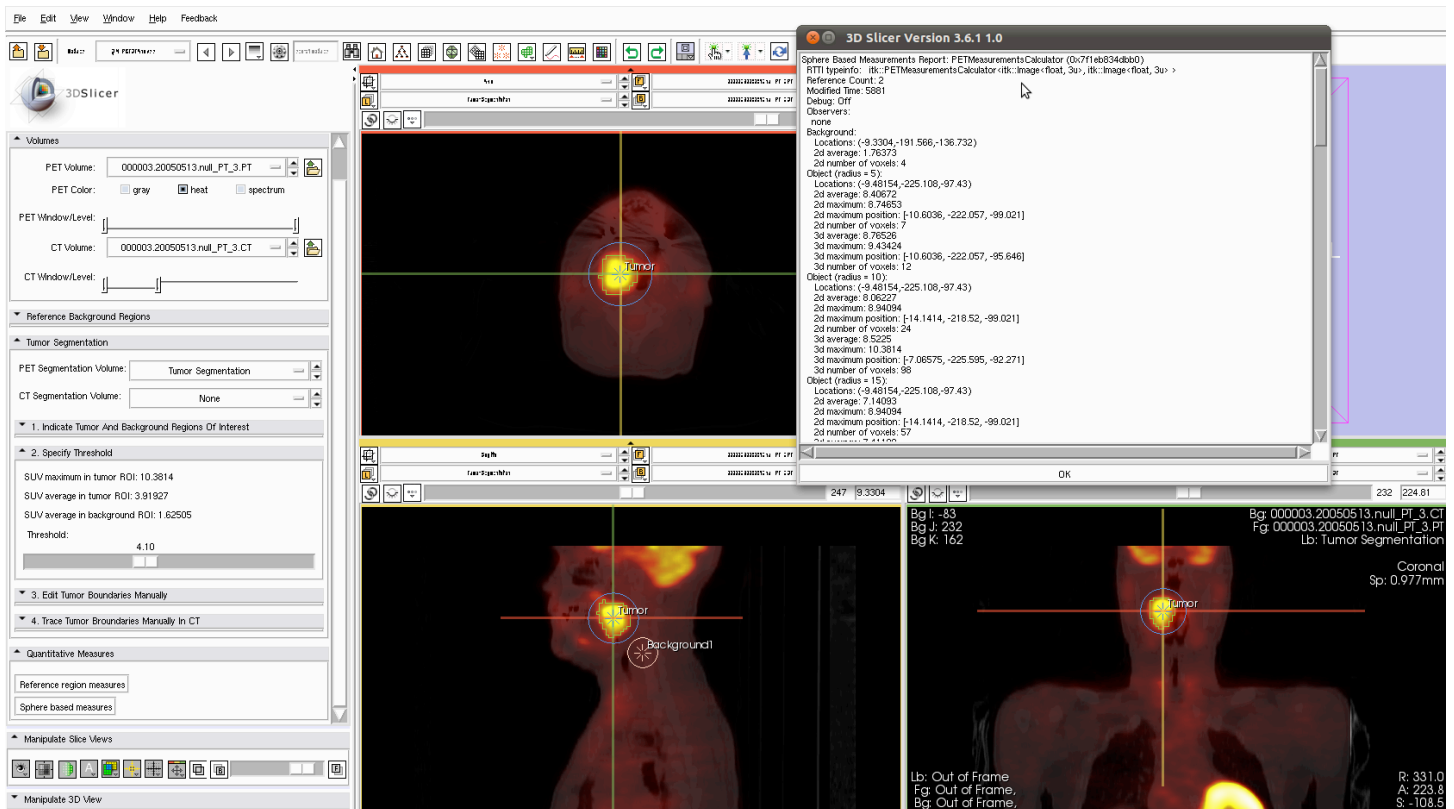 File Edit View Window Help Feedback
3D Slicer Version 3.6.1 1.0
Sphere Based Measurements Report: PETMeasurementsCalculator (0x7f1eb834dbb0)
RTTI typeinfo: itk::PETMeasurementsCalculator<itk::Image<float, 3u>, itk::Image<float, 3u> >
Reference Count: 2
Modified Time: 5881
Debug: Off
Observers:
none
Background:
Locations: (-9.3304,-191.566,-136.732)
2d average: 1.76373
2d number of voxels: 4
Object (radius = 5):
Locations: (-9.48154,-225.108,-97.43)
2d average: 8.40672
2d maximum: 8.74653
2d maximum position: [-10.6036, -222.057, -99.021]
2d number of voxels: 7
3d average: 8.76526
3d maximum: 9.43424
3d maximum position: [-10.6036, -222.057, -95.646]
3d number of voxels: 12
Object (radius = 10):
Locations: (-9.48154,-225.108,-97.43)
2d average: 8.06227
2d maximum: 8.94094
2d maximum position: [-14.1414, -218.52, -99.021]
2d number of voxels: 24
3d average: 8.5225
3d maximum: 10.3814
3d maximum position: [-7.06575, -225.595, -92.271]
3d number of voxels: 98
Object (radius = 15):
Locations: (-9.48154,-225.108,-97.43)
2d average: 7.14093
2d maximum: 8.94094
2d maximum position: [-14.1414, -218.52, -99.021]
2d number of voxels: 57
OK
3DSlicer
Volumes
PET Volume: 000003.20050513.null_PT_3.PT
PET Color: gray heat spectrum
PET Window/Level:
CT Volume: 000003.20050513.null_PT_3.CT
CT Window/Level:
Reference Background Regions
Tumor Segmentation
PET Segmentation Volume: Tumor Segmentation
CT Segmentation Volume: None
1. Indicate Tumor And Background Regions Of Interest
2. Specify Threshold
SUV maximum in tumor ROI: 10.3814
SUV average in tumor ROI: 3.91927
SUV average in background ROI: 1.62505
Threshold:
4.10
3. Edit Tumor Boundaries Manually
4. Trace Tumor Broundaries Manually In CT
Quantitative Measures
Reference region measures
Sphere based measures
Manipulate Slice Views
Manipulate 3D View
Tumor
247 9.3304
Tumor
Background1
232 224.81
Bg I: -83
Bg J: 232
Bg K: 162
Bg: 000003.20050513.null_PT_3.CT
Fg: 000003.20050513.null_PT_3.PT
Lb: Tumor Segmentation
Coronal
Sp: 0.977mm
Tumor
Lb: Out of Frame
Fg: Out of Frame,
Bg: Out of Frame,
R: 331.0
A: 223.8
S: -108.5